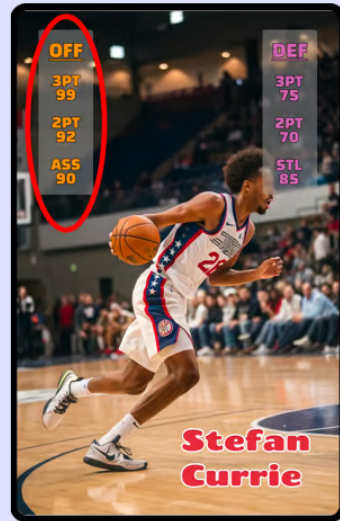 OFF
3PT
99
2PT
92
ASS
90
DEF
3PT
75
2PT
70
STL
85
Stefan
Currie